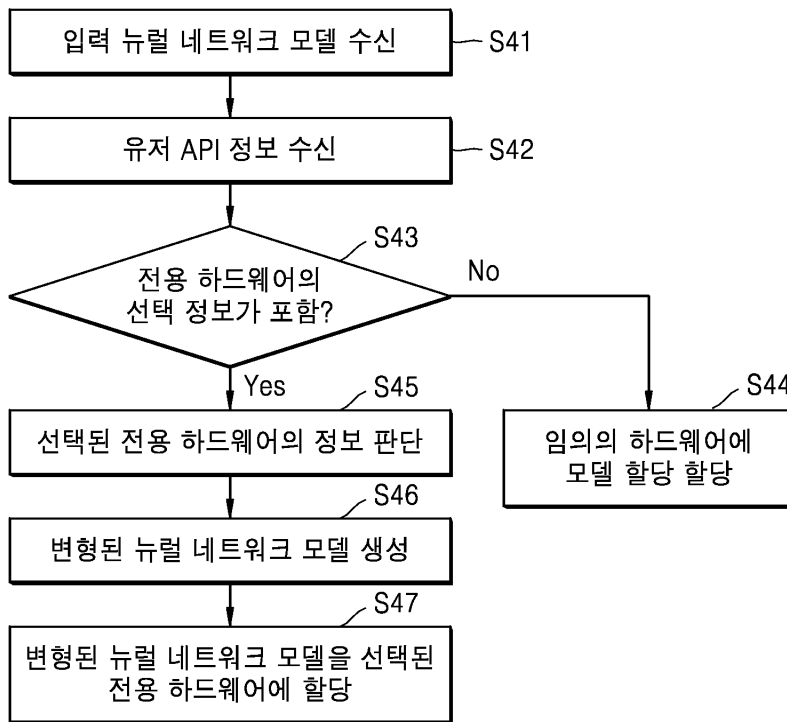 입력 뉴럴 네트워크 모델 수신
S41
유저 API 정보 수신
S42
S43
전용 하드웨어의
선택 정보가 포함?
No
Yes
S45
선택된 전용 하드웨어의 정보 판단
S44
임의의 하드웨어에
모델 할당 할당
S46
변형된 뉴럴 네트워크 모델 생성
S47
변형된 뉴럴 네트워크 모델을 선택된
전용 하드웨어에 할당